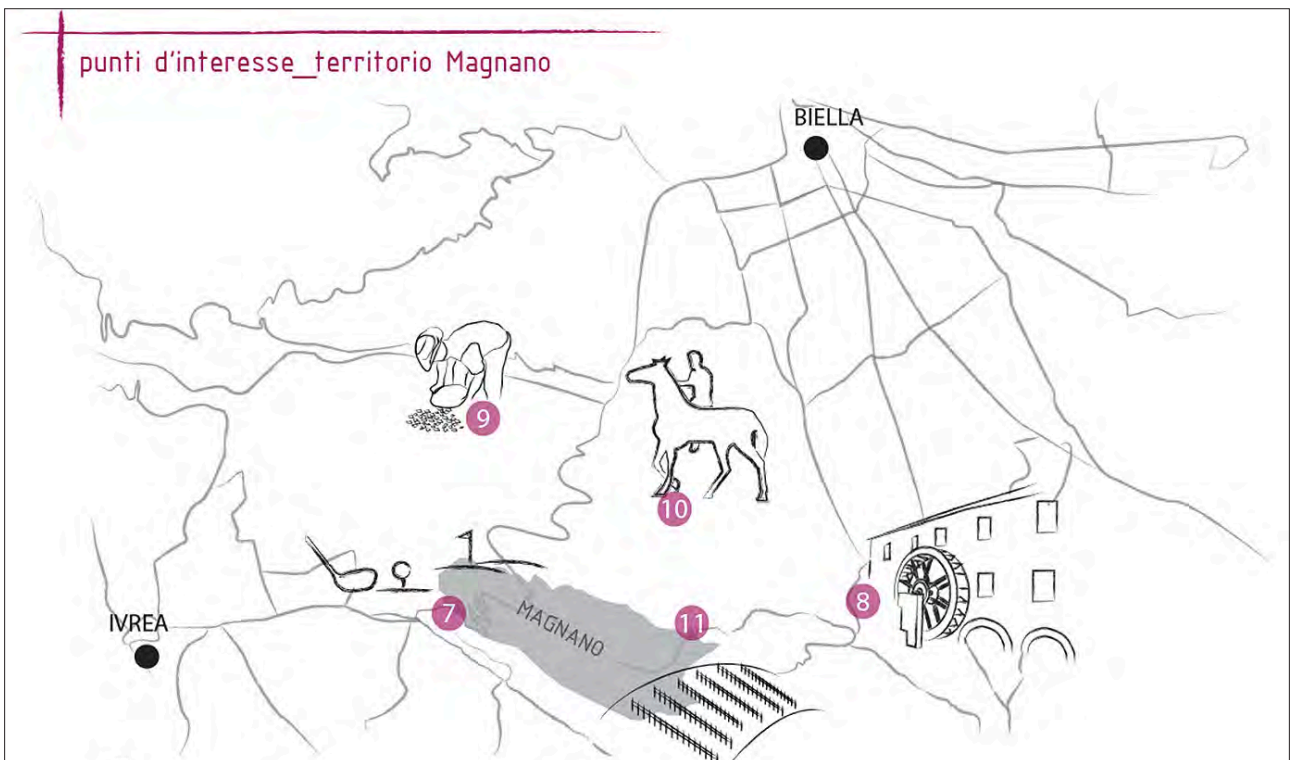 punti d'interesse_territorio Magnano
BIELLA
9
10
8
7
MAGNANO
11
IVREA